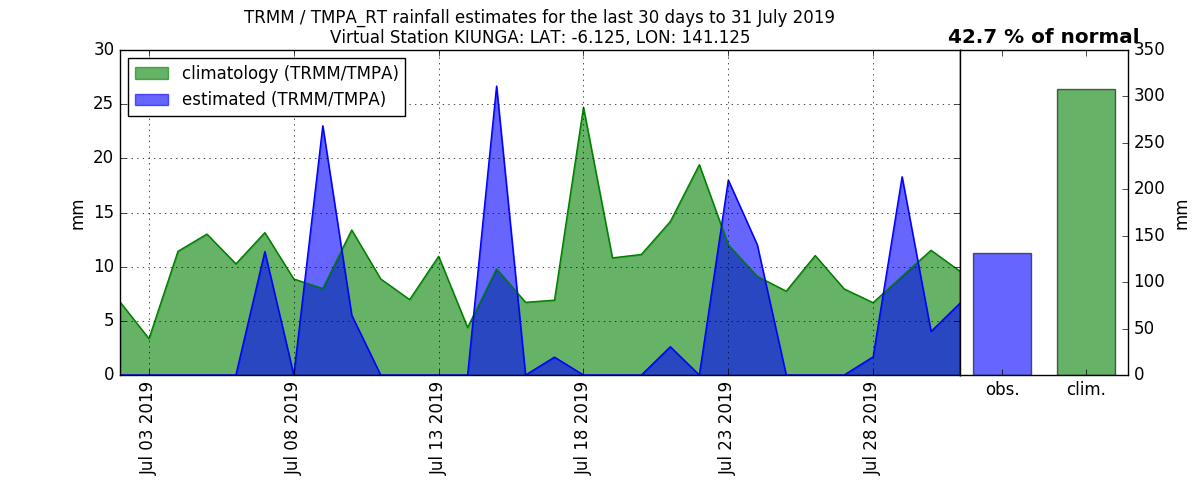 TRMM / TMPA_RT rainfall estimates for the last 30 days to 31 July 2019
Virtual Station KIUNGA: LAT: -6.125, LON: 141.125
42.7 % of normal
climatology (TRMM/TMPA)
estimated (TRMM/TMPA)
mm
30
25
20
15
10
5
0
Jul 03 2019
Jul 08 2019
Jul 13 2019
Jul 18 2019
Jul 23 2019
Jul 28 2019
obs.
clim.
350
300
250
200
150
100
50
0
mm